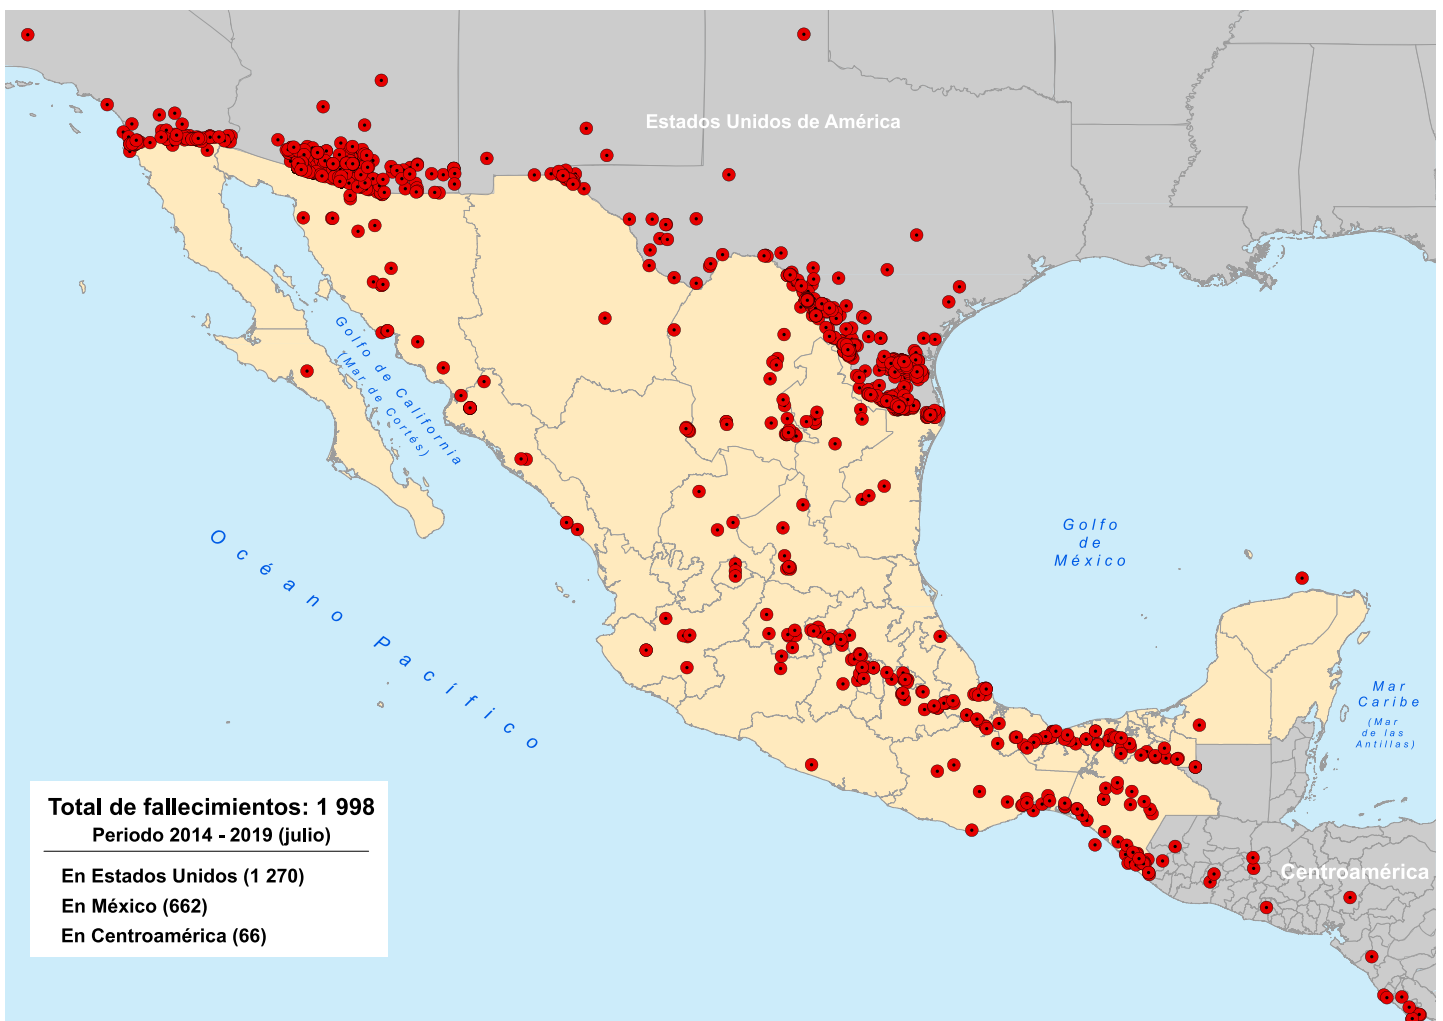 Estados Unidos de América
Golfo de California
(Mar de Cortés)
Golfo
de
México
Océano Pacífico
Mar
Caribe
(Mar
de las
Antillas)
Total de fallecimientos: 1 998
Periodo 2014 - 2019 (julio)
En Estados Unidos (1 270)
En México (662)
En Centroamérica (66)
Centroamérica